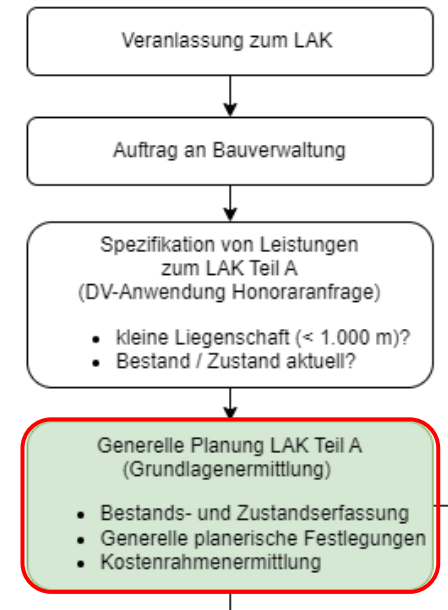 Veranlassung zum LAK
Auftrag an Bauverwaltung
Spezifikation von Leistungen
zum LAK Teil A
(DV-Anwendung Honoraranfrage)
• kleine Liegenschaft (< 1.000 m)?
• Bestand / Zustand aktuell?
Generelle Planung LAK Teil A
(Grundlagenermittlung)
• Bestands- und Zustandserfassung
• Generelle planerische Festlegungen
• Kostenrahmenermittlung